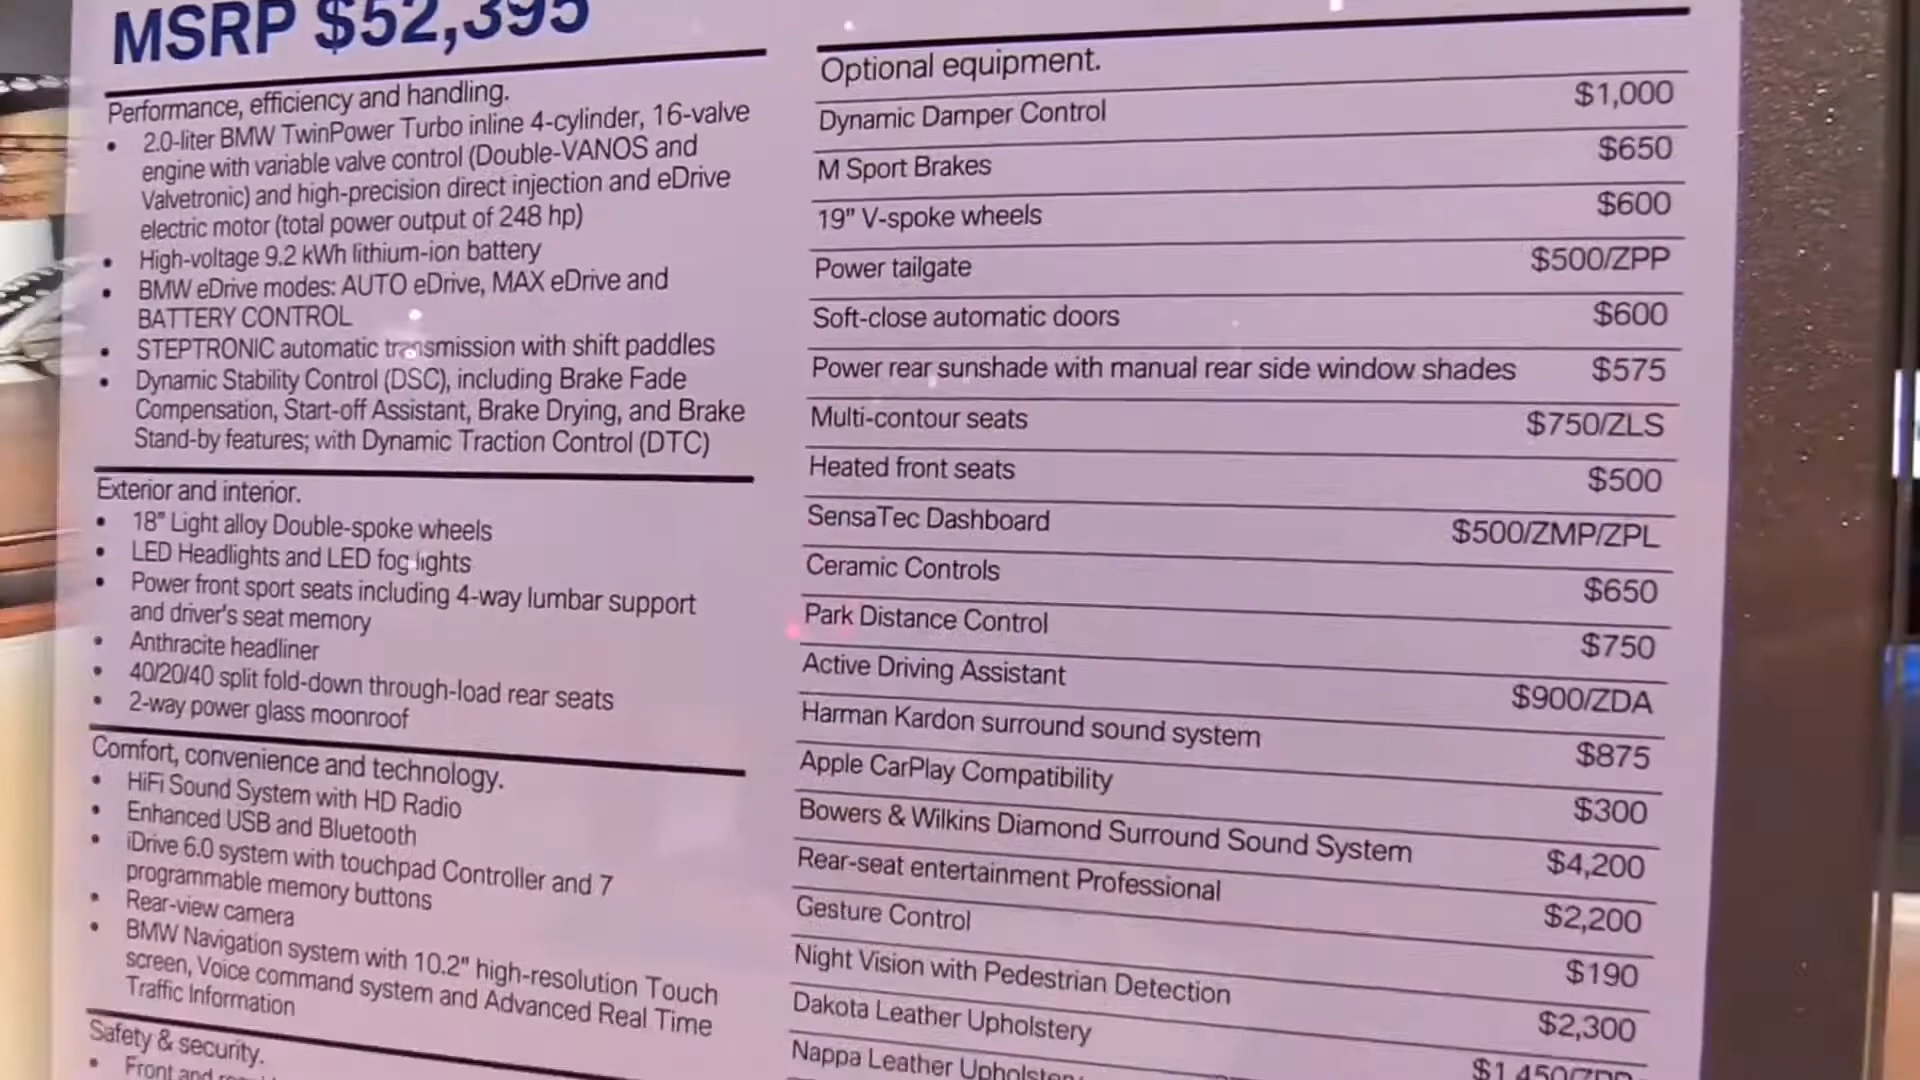 MSRP $52,395
Performance, efficiency and handling.
• 2.0-liter BMW TwinPower Turbo inline 4-cylinder, 16-valve
engine with variable valve control (Double-VANOS and
Valvetronic) and high-precision direct injection and eDrive
electric motor (total power output of 248 hp)
• High-voltage 9.2 kWh lithium-ion battery
• BMW eDrive modes: AUTO eDrive, MAX eDrive and
BATTERY CONTROL
• STEPTRONIC automatic transmission with shift paddles
• Dynamic Stability Control (DSC), including Brake Fade
Compensation, Start-off Assistant, Brake Drying, and Brake
Stand-by features; with Dynamic Traction Control (DTC)
Exterior and interior.
• 18" Light alloy Double-spoke wheels
• LED Headlights and LED fog lights
• Power front sport seats including 4-way lumbar support
and driver's seat memory
• Anthracite headliner
• 40/20/40 split fold-down through-load rear seats
• 2-way power glass moonroof
Comfort, convenience and technology.
• HiFi Sound System with HD Radio
• Enhanced USB and Bluetooth
• iDrive 6.0 system with touchpad Controller and 7
programmable memory buttons
• Rear-view camera
• BMW Navigation system with 10.2" high-resolution Touch
screen, Voice command system and Advanced Real Time
Traffic Information
Safety & security.
• Front and
Optional equipment.
Dynamic Damper Control $1,000
M Sport Brakes $650
19" V-spoke wheels $600
Power tailgate $500/ZPP
Soft-close automatic doors $600
Power rear sunshade with manual rear side window shades $575
Multi-contour seats $750/ZLS
Heated front seats $500
SensaTec Dashboard $500/ZMP/ZPL
Ceramic Controls $650
Park Distance Control $750
Active Driving Assistant $900/ZDA
Harman Kardon surround sound system $875
Apple CarPlay Compatibility $300
Bowers & Wilkins Diamond Surround Sound System $4,200
Rear-seat entertainment Professional $2,200
Gesture Control $190
Night Vision with Pedestrian Detection $2,300
Dakota Leather Upholstery $1,450/ZPP
Nappa Leather Upholstery